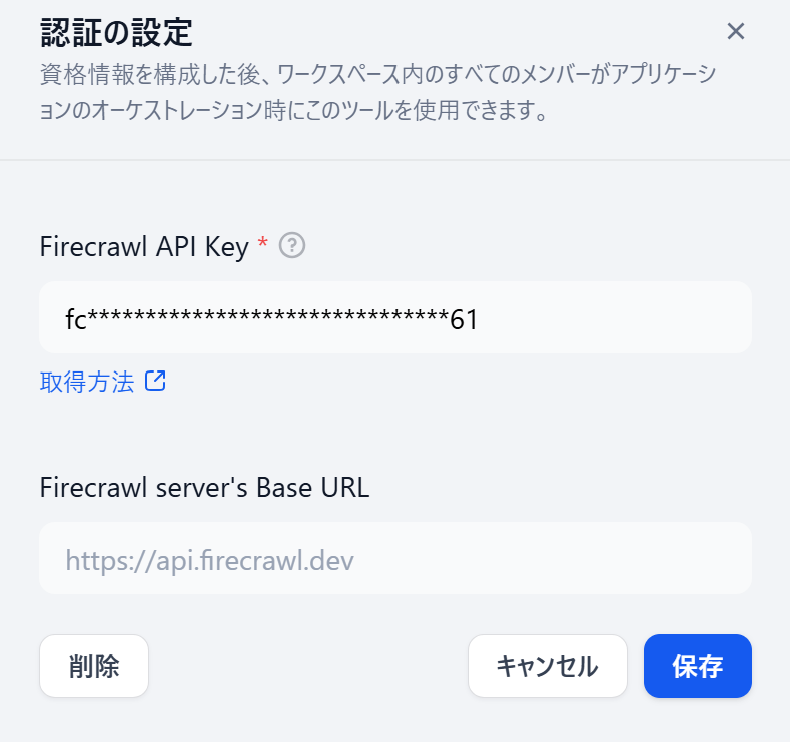 認証の設定
資格情報を構成した後、ワークスペース内のすべてのメンバーがアプリケーシ
ョンのオーケストレーション時にこのツールを使用できます。
Firecrawl API Key *
fc*******************************61
取得方法
Firecrawl server's Base URL
https://api.firecrawl.dev
削除
キャンセル
保存